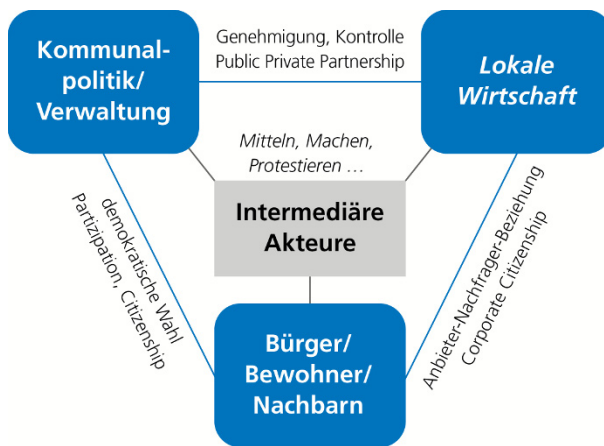 Kommunal-
politik/
Verwaltung
Genehmigung, Kontrolle
Public Private Partnership
Lokale
Wirtschaft
Mitteln, Machen,
Protestieren …
Intermediäre
Akteure
demokratische Wahl
Partizipation, Citizenship
Anbieter-Nachfrager-Beziehung
Corporate Citizenship
Bürger/
Bewohner/
Nachbarn